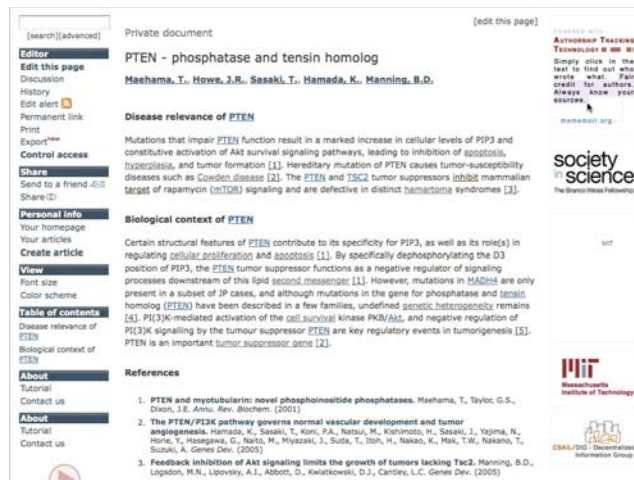 [search][advanced]
Editor
Edit this page
Discussion
History
Edit alert
Permanent link
Print
Export new
Control access
Share
Send to a friend
Share
Personal info
Your homepage
Your articles
Create article
View
Font size
Color scheme
Table of contents
Disease relevance of
PTEN
Biological context of
PTEN
About
Tutorial
Contact us
About
Tutorial
Contact us
[edit this page]
Private document
PTEN - phosphatase and tensin homolog
Maehama, T., Howe, J.R., Sasaki, T., Hamada, K., Manning, B.D.
Disease relevance of PTEN
Mutations that impair PTEN function result in a marked increase in cellular levels of PIP3 and
constitutive activation of Akt survival signaling pathways, leading to inhibition of apoptosis,
hyperplasia, and tumor formation [1]. Hereditary mutation of PTEN causes tumor-susceptibility
diseases such as Cowden disease [2]. The PTEN and TSC2 tumor suppressors inhibit mammalian
target of rapamycin (mTOR) signaling and are defective in distinct hamartoma syndromes [3].
Biological context of PTEN
Certain structural features of PTEN contribute to its specificity for PIP3, as well as its role(s) in
regulating cellular proliferation and apoptosis [1]. By specifically dephosphorylating the D3
position of PIP3, the PTEN tumor suppressor functions as a negative regulator of signaling
processes downstream of this lipid second messenger [1]. However, mutations in MADH4 are only
present in a subset of JP cases, and although mutations in the gene for phosphatase and tensin
homolog (PTEN) have been described in a few families, undefined genetic heterogeneity remains
[4]. PI(3)K-mediated activation of the cell survival kinase PKB/Akt, and negative regulation of
PI(3)K signalling by the tumour suppressor PTEN are key regulatory events in tumorigenesis [5].
PTEN is an important tumor suppressor gene [2].
References
1. PTEN and myotubularin: novel phosphoinositide phosphatases. Maehama, T., Taylor, G.S.,
Dixon, J.E. Annu. Rev. Biochem. (2001)
2. The PTEN/PI3K pathway governs normal vascular development and tumor
angiogenesis. Hamada, K., Sasaki, T., Koni, P.A., Natsui, M., Kishimoto, H., Sasaki, J., Yajima, N.,
Horie, Y., Hasegawa, G., Naito, M., Miyazaki, J., Suda, T., Itoh, H., Nakao, K., Mak, T.W., Nakano, T.,
Suzuki, A. Genes Dev. (2005)
3. Feedback inhibition of Akt signaling limits the growth of tumors lacking Tsc2. Manning, B.D.,
Logsdon, M.N., Lipovsky, A.I., Abbott, D., Kwiatkowski, D.J., Cantley, L.C. Genes Dev. (2005)
POWERED WITH
Authorship Tracking
Technology
Simply click in the
text to find out who
wrote what. Fair
credit for authors.
Always know your
sources.
mememoir.org
society
in science
The Branco Weiss Fellowship
MIT
Massachusetts
Institute of Technology
CSAIL/DIG - Decentralized
Information Group